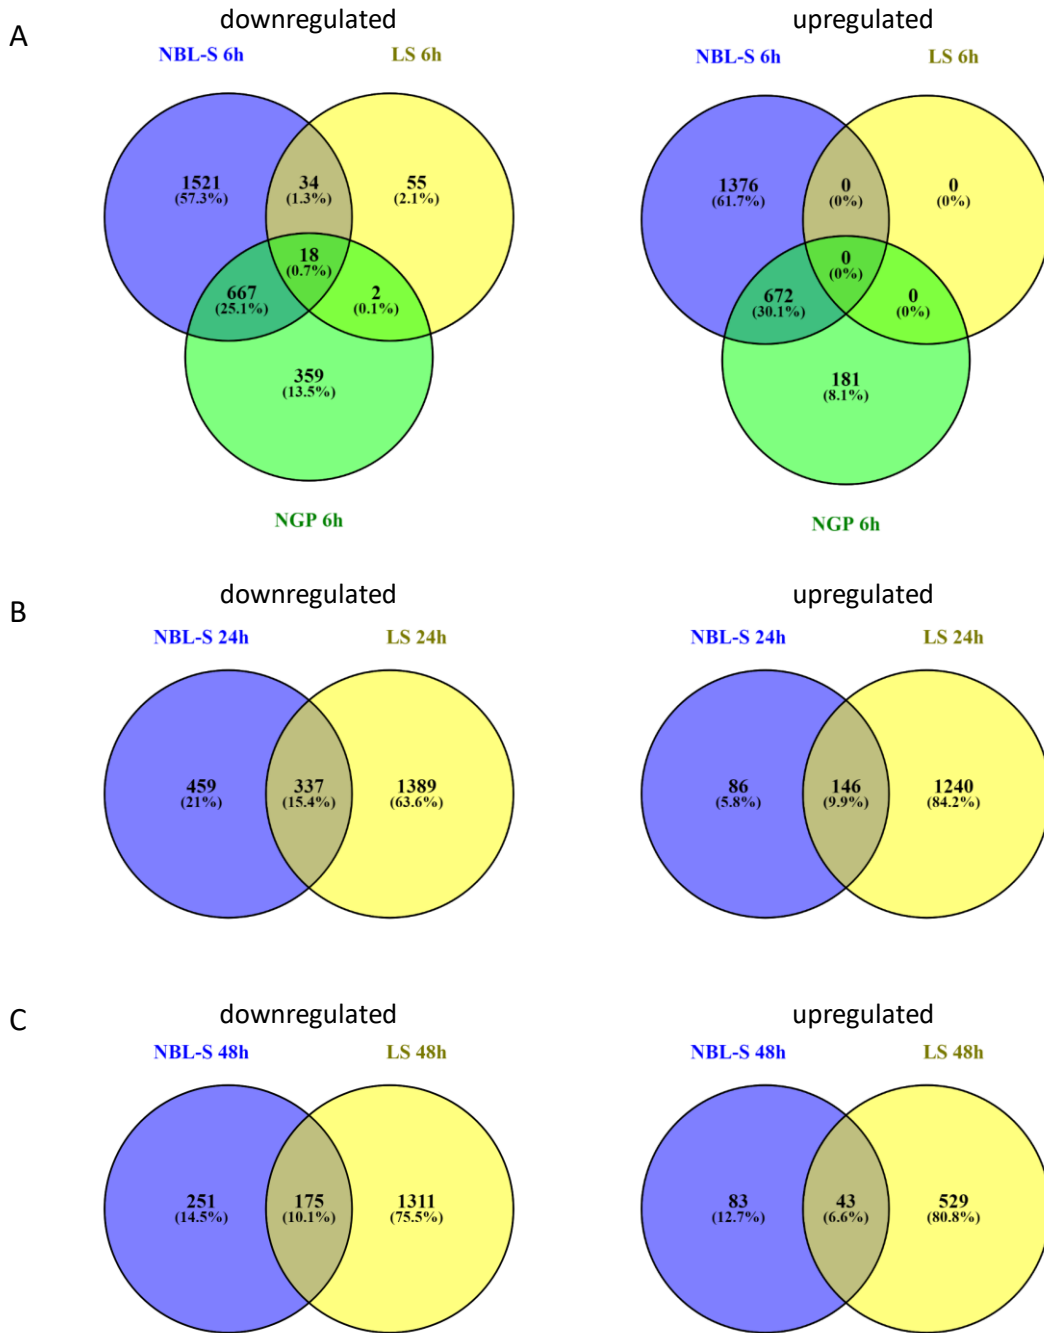 A
downregulated
NBL-S 6h
LS 6h
1521
(57.3%)
34
(1.3%)
55
(2.1%)
18
(0.7%)
667
(25.1%)
2
(0.1%)
359
(13.5%)
NGP 6h
upregulated
NBL-S 6h
LS 6h
1376
(61.7%)
0
(0%)
0
(0%)
0
(0%)
672
(30.1%)
0
(0%)
181
(8.1%)
NGP 6h
B
downregulated
NBL-S 24h
LS 24h
459
(21%)
337
(15.4%)
1389
(63.6%)
upregulated
NBL-S 24h
LS 24h
86
(5.8%)
146
(9.9%)
1240
(84.2%)
C
downregulated
NBL-S 48h
LS 48h
251
(14.5%)
175
(10.1%)
1311
(75.5%)
upregulated
NBL-S 48h
LS 48h
83
(12.7%)
43
(6.6%)
529
(80.8%)